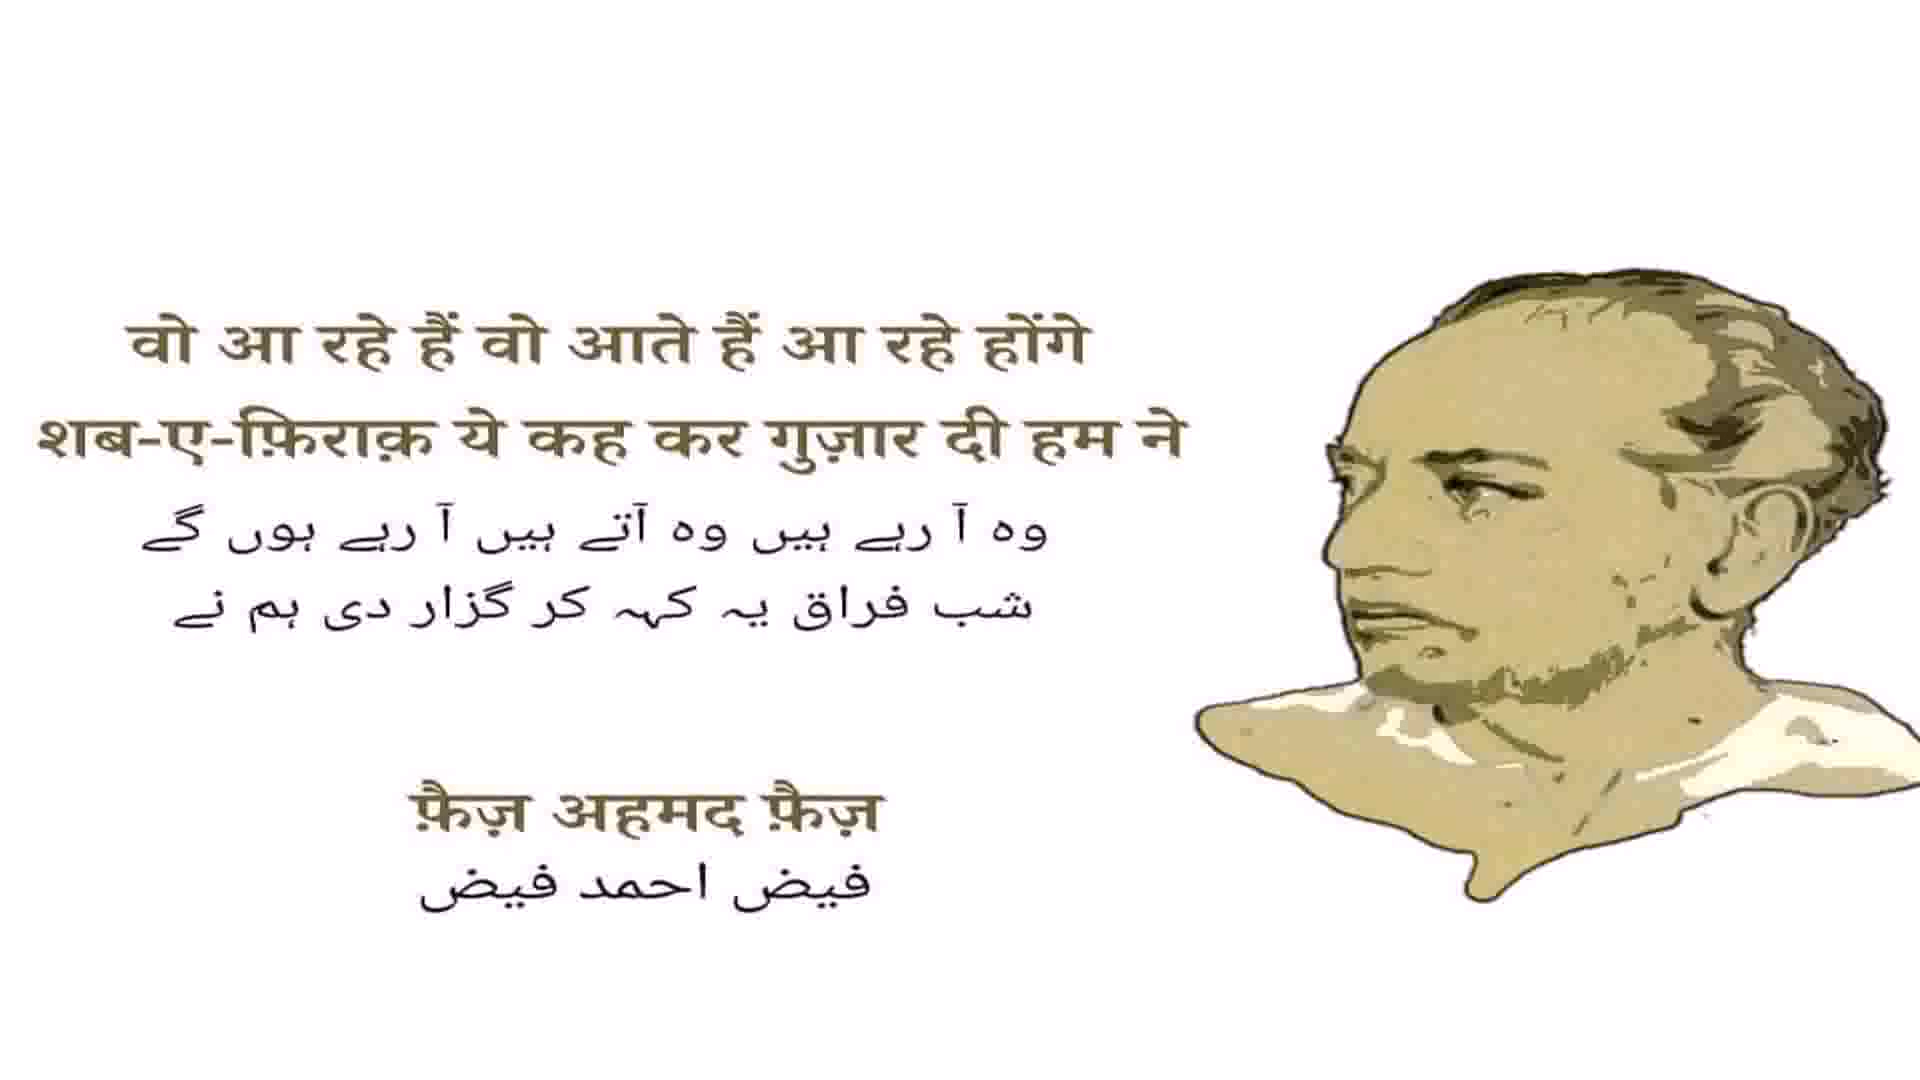 वो आ रहे हैं वो आते हैं आ रहे होंगे
शब-ए-फ़िराक़ ये कह कर गुज़ार दी हम ने
وہ آ رہے ہیں وہ آتے ہیں آ رہے ہوں گے
شب فراق یہ کہہ کر گزار دی ہم نے
फ़ैज़ अहमद फ़ैज़
فیض احمد فیض